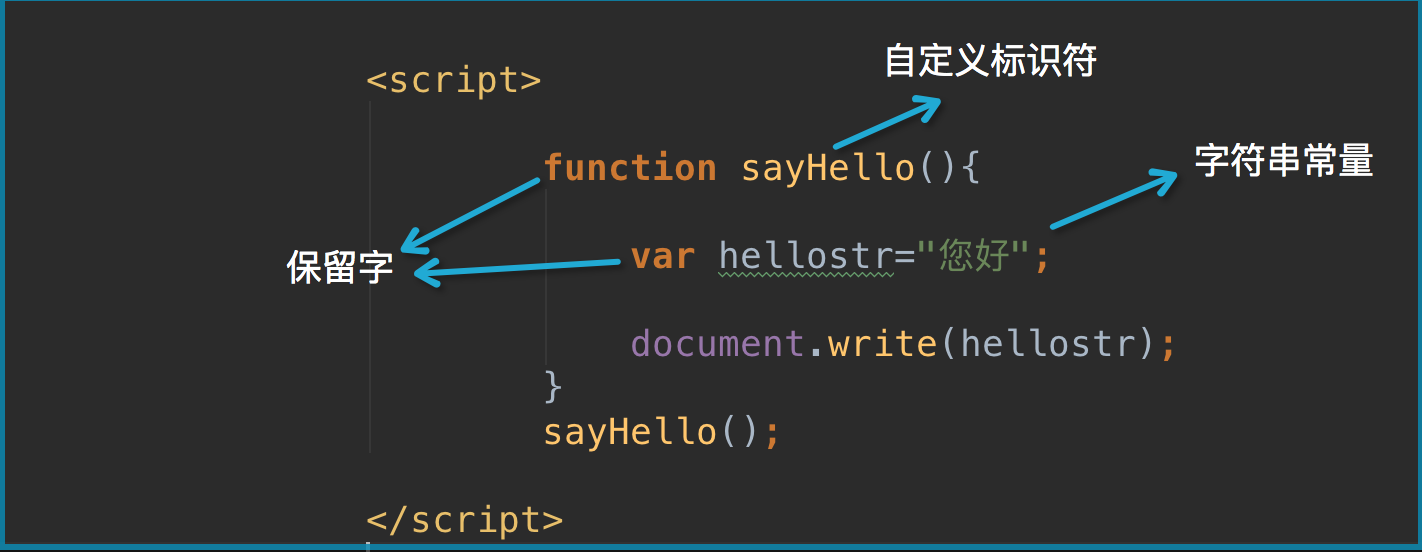 自定义标识符
<script>
function sayHello(){
字符串常量
var hellostr="您好";
保留字
document.write(hellostr);
}
sayHello();
</script>